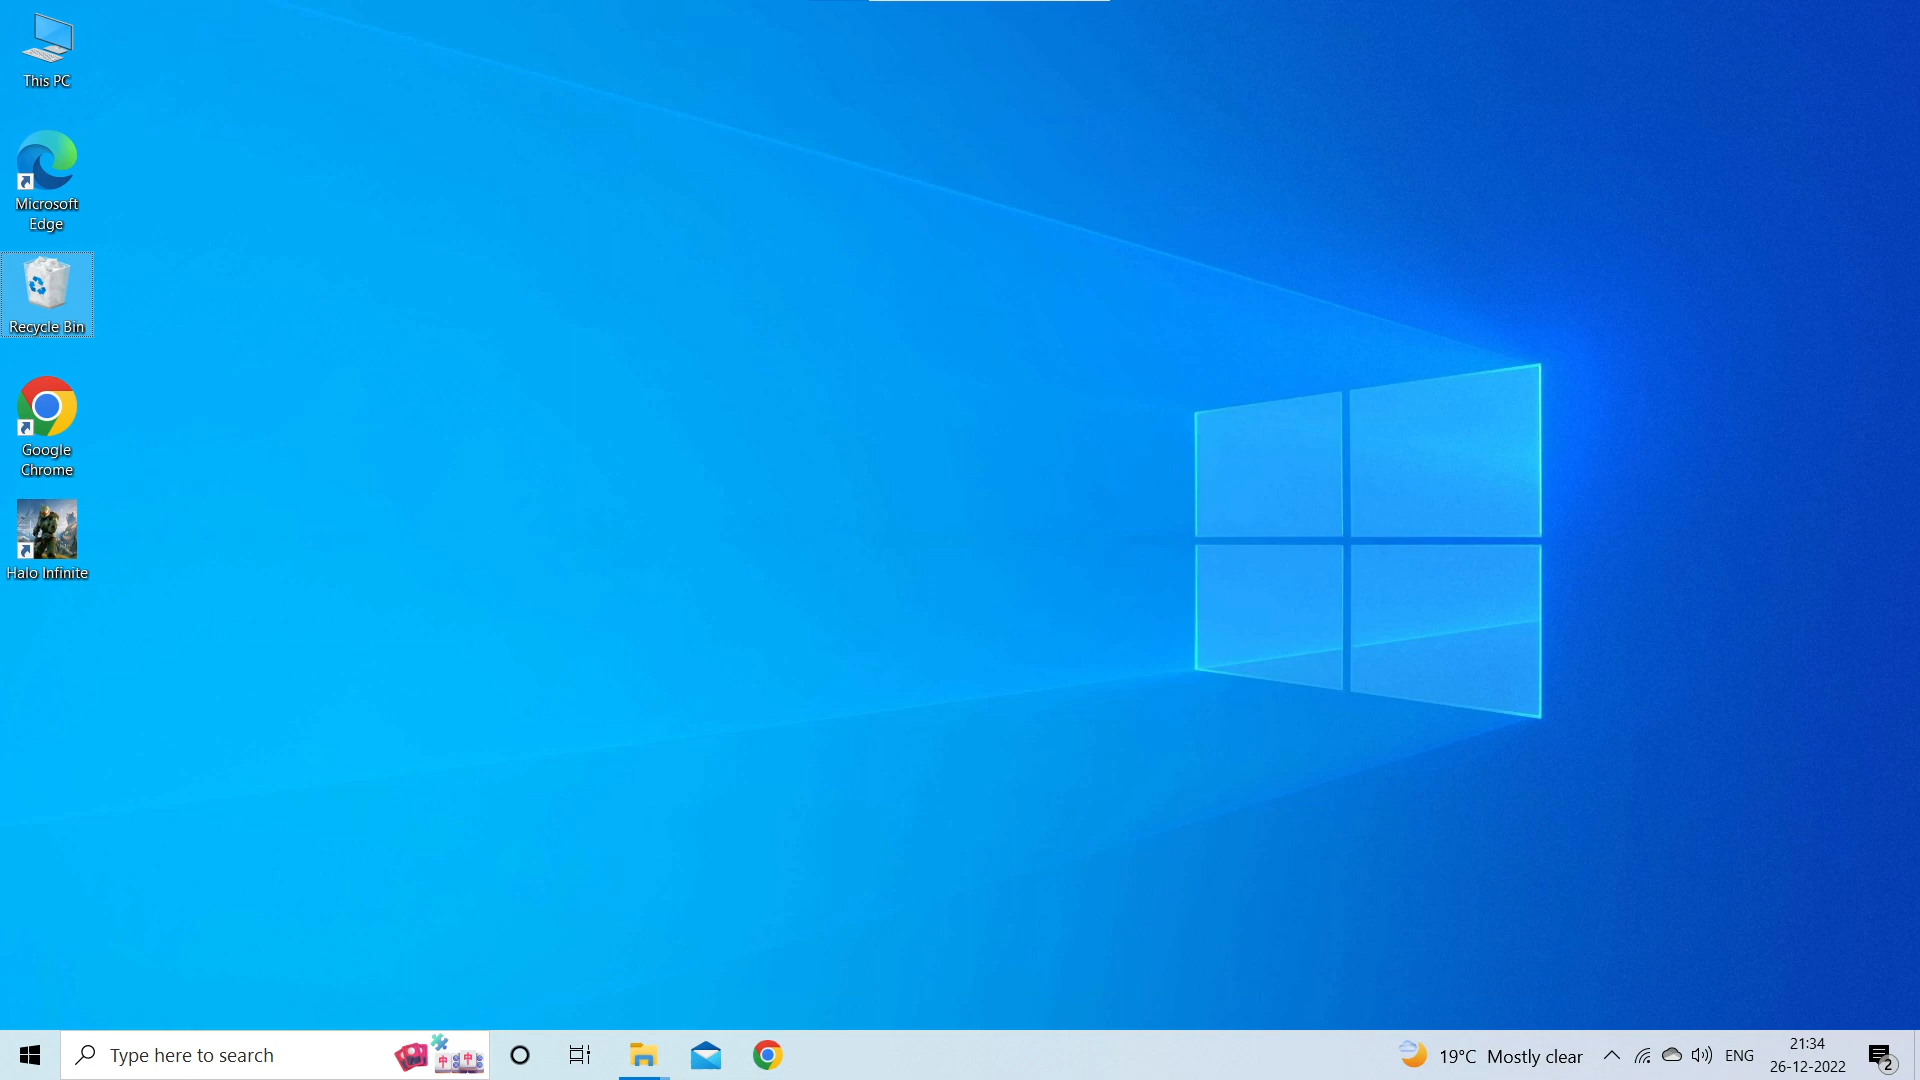 This PC
Microsoft
Edge
Recycle Bin
Google
Chrome
Halo Infinite
Type here to search
19°C Mostly clear
ENG
21:34
26-12-2022
2